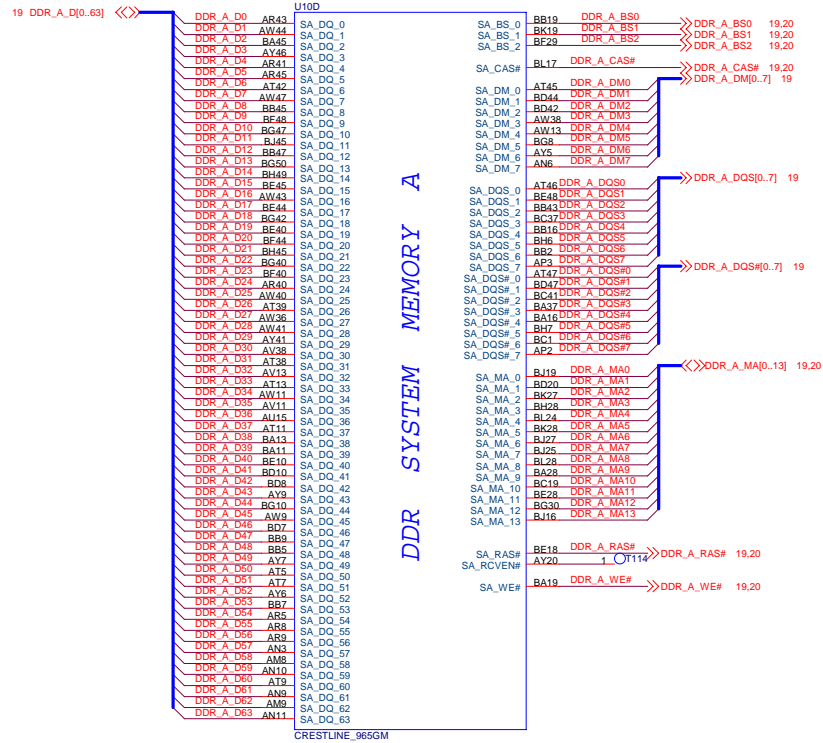 U10D
19 DDR_A_D[0..63]
DDR_A_D0 AR43 SA_DQ_0
DDR_A_D1 AW44 SA_DQ_1
DDR_A_D2 BA45 SA_DQ_2
DDR_A_D3 AY46 SA_DQ_3
DDR_A_D4 AR41 SA_DQ_4
DDR_A_D5 AR45 SA_DQ_5
DDR_A_D6 AT42 SA_DQ_6
DDR_A_D7 AW47 SA_DQ_7
DDR_A_D8 BB45 SA_DQ_8
DDR_A_D9 BF48 SA_DQ_9
DDR_A_D10 BG47 SA_DQ_10
DDR_A_D11 BJ45 SA_DQ_11
DDR_A_D12 BB47 SA_DQ_12
DDR_A_D13 BG50 SA_DQ_13
DDR_A_D14 BH49 SA_DQ_14
DDR_A_D15 BE45 SA_DQ_15
DDR_A_D16 AW43 SA_DQ_16
DDR_A_D17 BE44 SA_DQ_17
DDR_A_D18 BG42 SA_DQ_18
DDR_A_D19 BE40 SA_DQ_19
DDR_A_D20 BF44 SA_DQ_20
DDR_A_D21 BH45 SA_DQ_21
DDR_A_D22 BG40 SA_DQ_22
DDR_A_D23 BF40 SA_DQ_23
DDR_A_D24 AR40 SA_DQ_24
DDR_A_D25 AW40 SA_DQ_25
DDR_A_D26 AT39 SA_DQ_26
DDR_A_D27 AW36 SA_DQ_27
DDR_A_D28 AW41 SA_DQ_28
DDR_A_D29 AY41 SA_DQ_29
DDR_A_D30 AV38 SA_DQ_30
DDR_A_D31 AT38 SA_DQ_31
DDR_A_D32 AV13 SA_DQ_32
DDR_A_D33 AT13 SA_DQ_33
DDR_A_D34 AW11 SA_DQ_34
DDR_A_D35 AV11 SA_DQ_35
DDR_A_D36 AU15 SA_DQ_36
DDR_A_D37 AT11 SA_DQ_37
DDR_A_D38 BA13 SA_DQ_38
DDR_A_D39 BA11 SA_DQ_39
DDR_A_D40 BE10 SA_DQ_40
DDR_A_D41 BD10 SA_DQ_41
DDR_A_D42 BD8 SA_DQ_42
DDR_A_D43 AY9 SA_DQ_43
DDR_A_D44 BG10 SA_DQ_44
DDR_A_D45 AW9 SA_DQ_45
DDR_A_D46 BD7 SA_DQ_46
DDR_A_D47 BB9 SA_DQ_47
DDR_A_D48 BB5 SA_DQ_48
DDR_A_D49 AY7 SA_DQ_49
DDR_A_D50 AT5 SA_DQ_50
DDR_A_D51 AT7 SA_DQ_51
DDR_A_D52 AY6 SA_DQ_52
DDR_A_D53 BB7 SA_DQ_53
DDR_A_D54 AR5 SA_DQ_54
DDR_A_D55 AR8 SA_DQ_55
DDR_A_D56 AR9 SA_DQ_56
DDR_A_D57 AN3 SA_DQ_57
DDR_A_D58 AM8 SA_DQ_58
DDR_A_D59 AN10 SA_DQ_59
DDR_A_D60 AT9 SA_DQ_60
DDR_A_D61 AN9 SA_DQ_61
DDR_A_D62 AM9 SA_DQ_62
DDR_A_D63 AN11 SA_DQ_63
DDR SYSTEM MEMORY A
SA_BS_0 BB19 DDR_A_BS0 19,20
SA_BS_1 BK19 DDR_A_BS1 DDR_A_BS1 19,20
SA_BS_2 BF29 DDR_A_BS2 DDR_A_BS2 19,20
SA_CAS# BL17 DDR_A_CAS# DDR_A_CAS# 19,20
DDR_A_DM[0..7] 19
SA_DM_0 AT45 DDR_A_DM0
SA_DM_1 BD44 DDR_A_DM1
SA_DM_2 BD42 DDR_A_DM2
SA_DM_3 AW38 DDR_A_DM3
SA_DM_4 AW13 DDR_A_DM4
SA_DM_5 BG8 DDR_A_DM5
SA_DM_6 AY5 DDR_A_DM6
SA_DM_7 AN6 DDR_A_DM7
DDR_A_DQS[0..7] 19
SA_DQS_0 AT46 DDR_A_DQS0
SA_DQS_1 BE48 DDR_A_DQS1
SA_DQS_2 BB43 DDR_A_DQS2
SA_DQS_3 BC37 DDR_A_DQS3
SA_DQS_4 BB16 DDR_A_DQS4
SA_DQS_5 BH6 DDR_A_DQS5
SA_DQS_6 BB2 DDR_A_DQS6
SA_DQS_7 AP3 DDR_A_DQS7
DDR_A_DQS#[0..7] 19
SA_DQS#_0 AT47 DDR_A_DQS#0
SA_DQS#_1 BD47 DDR_A_DQS#1
SA_DQS#_2 BC41 DDR_A_DQS#2
SA_DQS#_3 BA37 DDR_A_DQS#3
SA_DQS#_4 BA16 DDR_A_DQS#4
SA_DQS#_5 BH7 DDR_A_DQS#5
SA_DQS#_6 BC1 DDR_A_DQS#6
SA_DQS#_7 AP2 DDR_A_DQS#7
DDR_A_MA[0..13] 19,20
SA_MA_0 BJ19 DDR_A_MA0
SA_MA_1 BD20 DDR_A_MA1
SA_MA_2 BK27 DDR_A_MA2
SA_MA_3 BH28 DDR_A_MA3
SA_MA_4 BL24 DDR_A_MA4
SA_MA_5 BK28 DDR_A_MA5
SA_MA_6 BJ27 DDR_A_MA6
SA_MA_7 BJ25 DDR_A_MA7
SA_MA_8 BL28 DDR_A_MA8
SA_MA_9 BA28 DDR_A_MA9
SA_MA_10 BC19 DDR_A_MA10
SA_MA_11 BE28 DDR_A_MA11
SA_MA_12 BG30 DDR_A_MA12
SA_MA_13 BJ16 DDR_A_MA13
SA_RAS# BE18 DDR_A_RAS# DDR_A_RAS# 19,20
SA_RCVEN# AY20 1 T114
SA_WE# BA19 DDR_A_WE# DDR_A_WE# 19,20
CRESTLINE_965GM